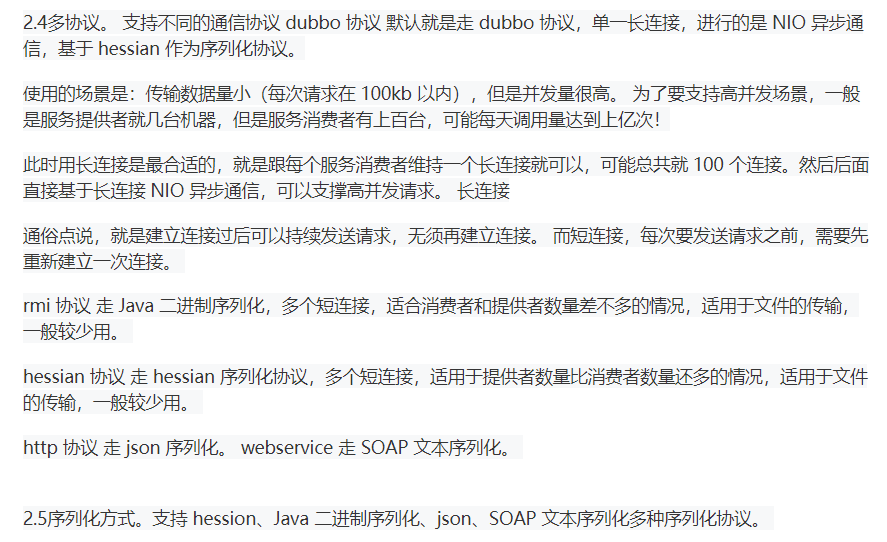 2.4多协议。 支持不同的通信协议 dubbo 协议 默认就是走 dubbo 协议，单一长连接，进行的是 NIO 异步通
信，基于 hessian 作为序列化协议。
使用的场景是：传输数据量小（每次请求在 100kb 以内），但是并发量很高。 为了要支持高并发场景，一般
是服务提供者就几台机器，但是服务消费者有上百台，可能每天调用量达到上亿次！
此时用长连接是最合适的，就是跟每个服务消费者维持一个长连接就可以，可能总共就 100 个连接。然后后面
直接基于长连接 NIO 异步通信，可以支撑高并发请求。 长连接
通俗点说，就是建立连接过后可以持续发送请求，无须再建立连接。 而短连接，每次要发送请求之前，需要先
重新建立一次连接。
rmi 协议 走 Java 二进制序列化，多个短连接，适合消费者和提供者数量差不多的情况，适用于文件的传输，
一般较少用。
hessian 协议 走 hessian 序列化协议，多个短连接，适用于提供者数量比消费者数量还多的情况，适用于文件
的传输，一般较少用。
http 协议 走 json 序列化。 webservice 走 SOAP 文本序列化。
2.5序列化方式。支持 hession、Java 二进制序列化、json、SOAP 文本序列化多种序列化协议。